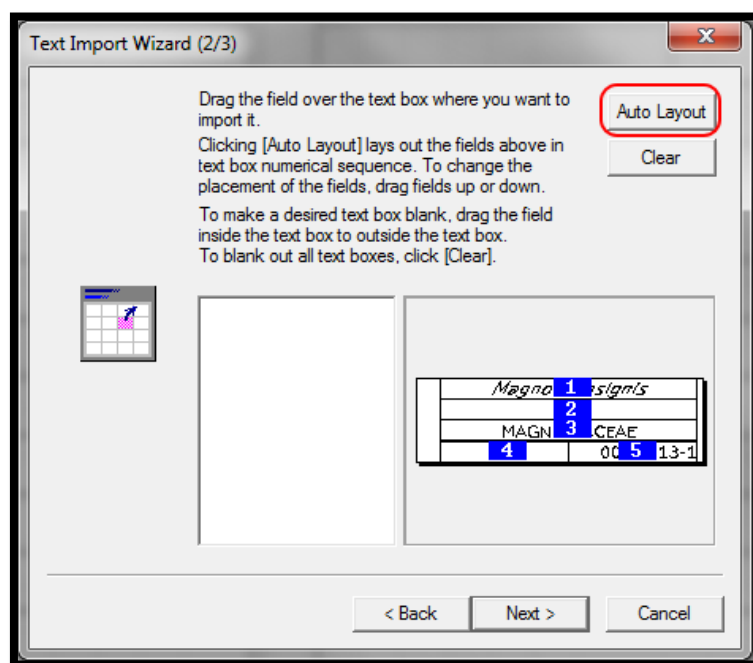 Text Import Wizard (2/3)
X
Drag the field over the text box where you want to
import it.
Auto Layout
Clicking [Auto Layout] lays out the fields above in
text box numerical sequence. To change the
placement of the fields, drag fields up or down.
Clear
To make a desired text box blank, drag the field
inside the text box to outside the text box.
To blank out all text boxes, click [Clear].
1
2
3
4 5 13-1
< Back Next > Cancel